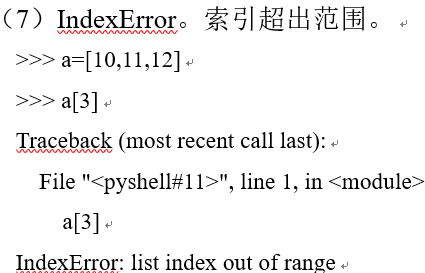 （7）IndexError。索引超出范围。
>>> a=[10,11,12]
>>> a[3]
Traceback (most recent call last):
File "<pyshell#11>", line 1, in <module>
a[3]
IndexError: list index out of range